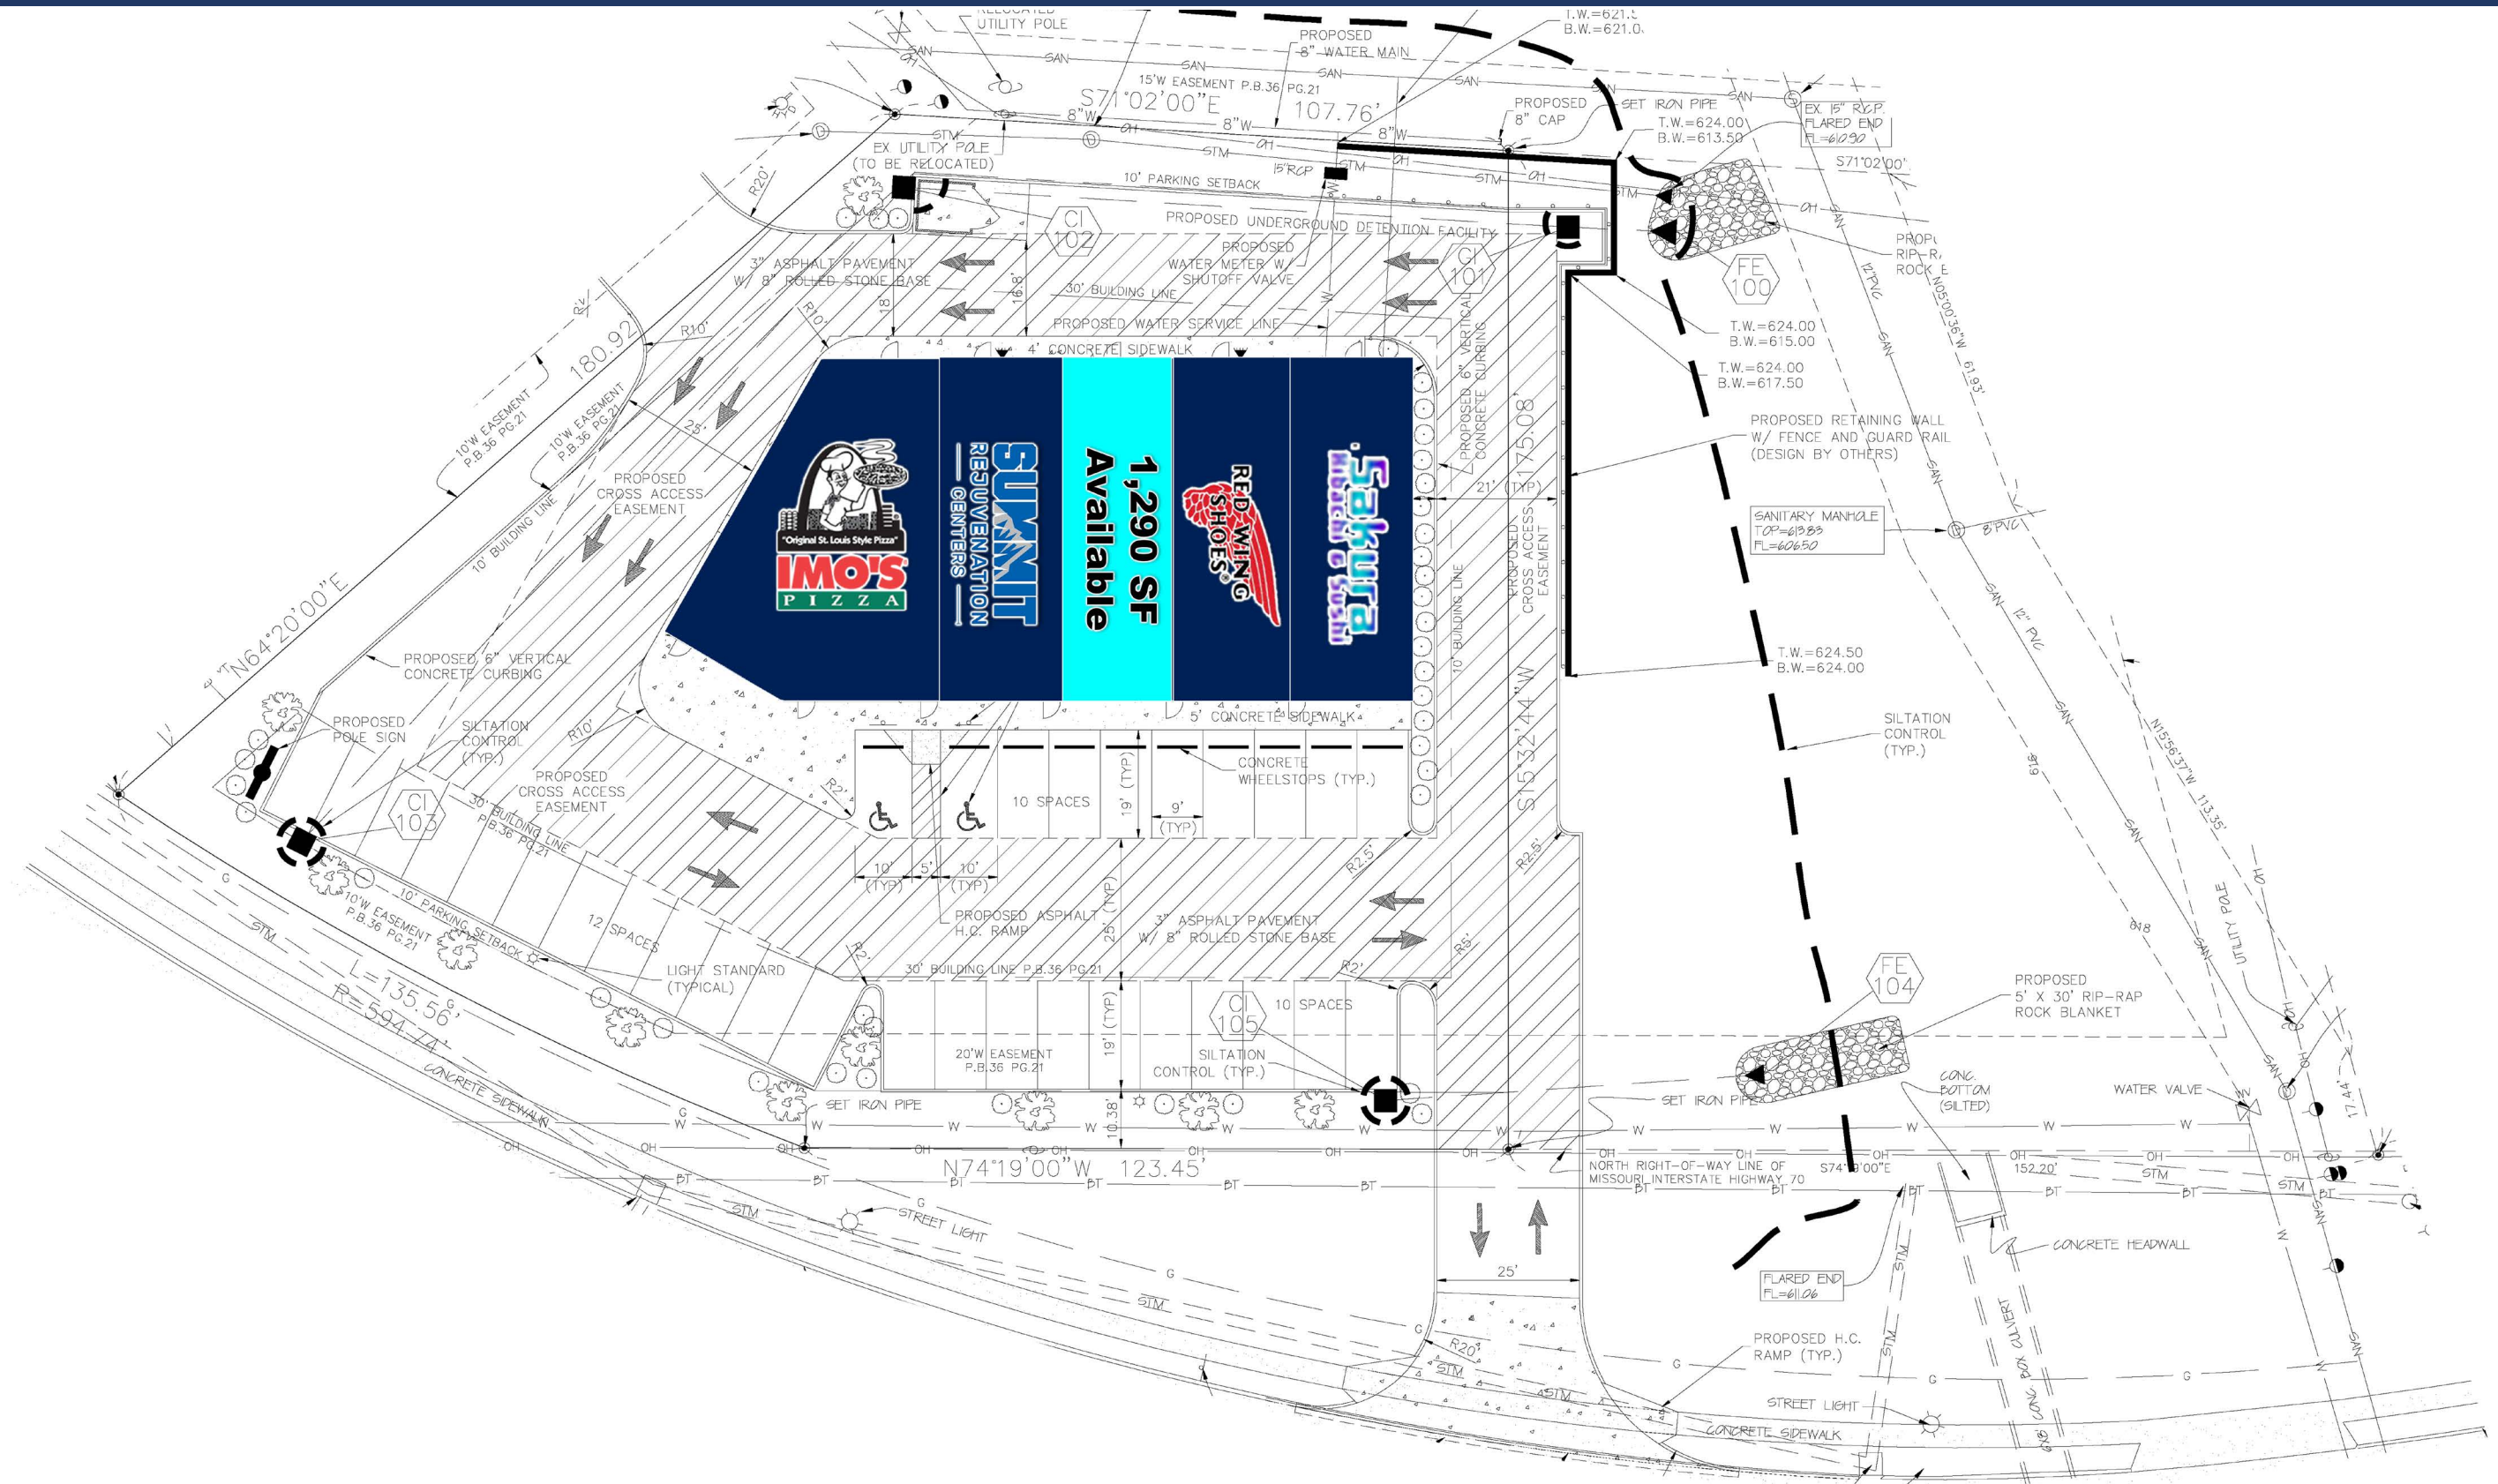 RELOCATED
UTILITY POLE
PROPOSED
8" WATER MAIN
B.W.=621.0
15'W EASEMENT P.B.36 PG.21
S71°02'00"E 107.76'
PROPOSED
8" CAP
SET IRON PIPE
T.W.=624.00
B.W.=613.50
EX. 15" R.C.P.
FLARED END
S71°02'00"
EX. UTILITY POLE
(TO BE RELOCATED)
15"RCP
10' PARKING SETBACK
R20'
CI
102
PROPOSED UNDERGROUND DETENTION FACILITY
3" ASPHALT PAVEMENT
W/ 8" ROLLED STONE BASE
PROPOSED
WATER METER W/
SHUTOFF VALVE
GI
101
FE
100
18'
16.8'
30' BUILDING LINE
PROPOSED WATER SERVICE LINE
4' CONCRETE SIDEWALK
R10'
R10'
180.92
12"PVC
N05°00'36"W 61.93'
T.W.=624.00
B.W.=615.00
T.W.=624.00
B.W.=617.50
PROPOSED RETAINING WALL
W/ FENCE AND GUARD RAIL
(DESIGN BY OTHERS)
10'W EASEMENT
P.B.36 PG.21
10'W EASEMENT
P.B.36 PG.21
25'
PROPOSED
CROSS ACCESS
EASEMENT
10' BUILDING LINE
"Original St. Louis Style Pizza"
IMO'S
PIZZA
SUMMIT
REJUVENATION
CENTERS
1,290 SF
Available
RED WING
SHOES
Sakura
Hibachi & Sushi
PROPOSED 6" VERTICAL
CONCRETE CURBING
175.08'
21' (TYP)
PROPOSED
CROSS ACCESS
EASEMENT
10' BUILDING LINE
S15°32'44"W
SANITARY MANHOLE
TOP=613.83
FL=606.50
8"PVC
12" PVC
T.W.=624.50
B.W.=624.00
N64°20'00"E
PROPOSED 6" VERTICAL
CONCRETE CURBING
PROPOSED
POLE SIGN
SILTATION
CONTROL
(TYP.)
R10'
5' CONCRETE SIDEWALK
SILTATION
CONTROL
(TYP.)
616
N15°56'37"W 113.35'
CI
103
PROPOSED
CROSS ACCESS
EASEMENT
30' BUILDING LINE
P.B.36 PG.21
R2'
10 SPACES
19' (TYP)
9'
(TYP)
CONCRETE
WHEELSTOPS (TYP.)
10'
(TYP)
5'
10'
(TYP)
R2.5'
R2.5'
10' PARKING SETBACK
10'W EASEMENT
P.B.36 PG.21
12 SPACES
PROPOSED ASPHALT
H.C. RAMP
25' (TYP)
3" ASPHALT PAVEMENT
W/ 8" ROLLED STONE BASE
618
UTILITY POLE
LIGHT STANDARD
(TYPICAL)
R2'
30' BUILDING LINE P.B.36 PG.21
R2'
R5'
FE
104
PROPOSED
5' X 30' RIP-RAP
ROCK BLANKET
L=135.56'
R=594.74'
CI
105
10 SPACES
19' (TYP)
20'W EASEMENT
P.B.36 PG.21
SILTATION
CONTROL (TYP.)
CONC.
BOTTOM
(SILTED)
WATER VALVE
17.44'
CONCRETE SIDEWALK
SET IRON PIPE
10.38'
SET IRON PIPE
N74°19'00"W 123.45'
NORTH RIGHT-OF-WAY LINE OF
MISSOURI INTERSTATE HIGHWAY 70
152.20'
STREET LIGHT
CONCRETE HEADWALL
25'
FLARED END
FL=611.06
R20'
PROPOSED H.C.
RAMP (TYP.)
STREET LIGHT
CONCRETE SIDEWALK
CONC. BOX CULVERT